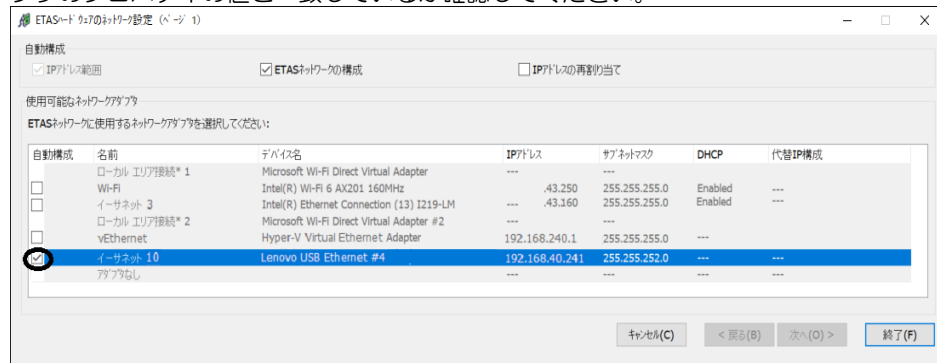 ETASﾊｰﾄﾞｳｪｱのﾈｯﾄﾜｰｸ設定 (ﾍﾟｰｼﾞ 1)
自動構成
IPｱﾄﾞﾚｽ範囲 ETASﾈｯﾄﾜｰｸの構成 IPｱﾄﾞﾚｽの再割り当て
使用可能なﾈｯﾄﾜｰｸｱﾀﾞﾌﾟﾀ
ETASﾈｯﾄﾜｰｸに使用するﾈｯﾄﾜｰｸｱﾀﾞﾌﾟﾀを選択してください:
自動構成 名前 ﾃﾞﾊﾞｲｽ名 IPｱﾄﾞﾚｽ ｻﾌﾞﾈｯﾄﾏｽｸ DHCP 代替IP構成
ローカル エリア接続* 1 Microsoft Wi-Fi Direct Virtual Adapter --- ---
Wi-Fi Intel(R) Wi-Fi 6 AX201 160MHz .43.250 255.255.255.0 Enabled ---
イーサネット 3 Intel(R) Ethernet Connection (13) I219-LM --- .43.160 255.255.255.0 Enabled ---
ローカル エリア接続* 2 Microsoft Wi-Fi Direct Virtual Adapter #2 --- ---
vEthernet Hyper-V Virtual Ethernet Adapter 192.168.240.1 255.255.255.0 ---
イーサネット 10 Lenovo USB Ethernet #4 192.168.40.241 255.255.252.0 --- ---
ｱﾀﾞﾌﾟﾀなし --- --- --- ---
ｷｬﾝｾﾙ(C) < 戻る(B) 次へ(O) > 終了(F)